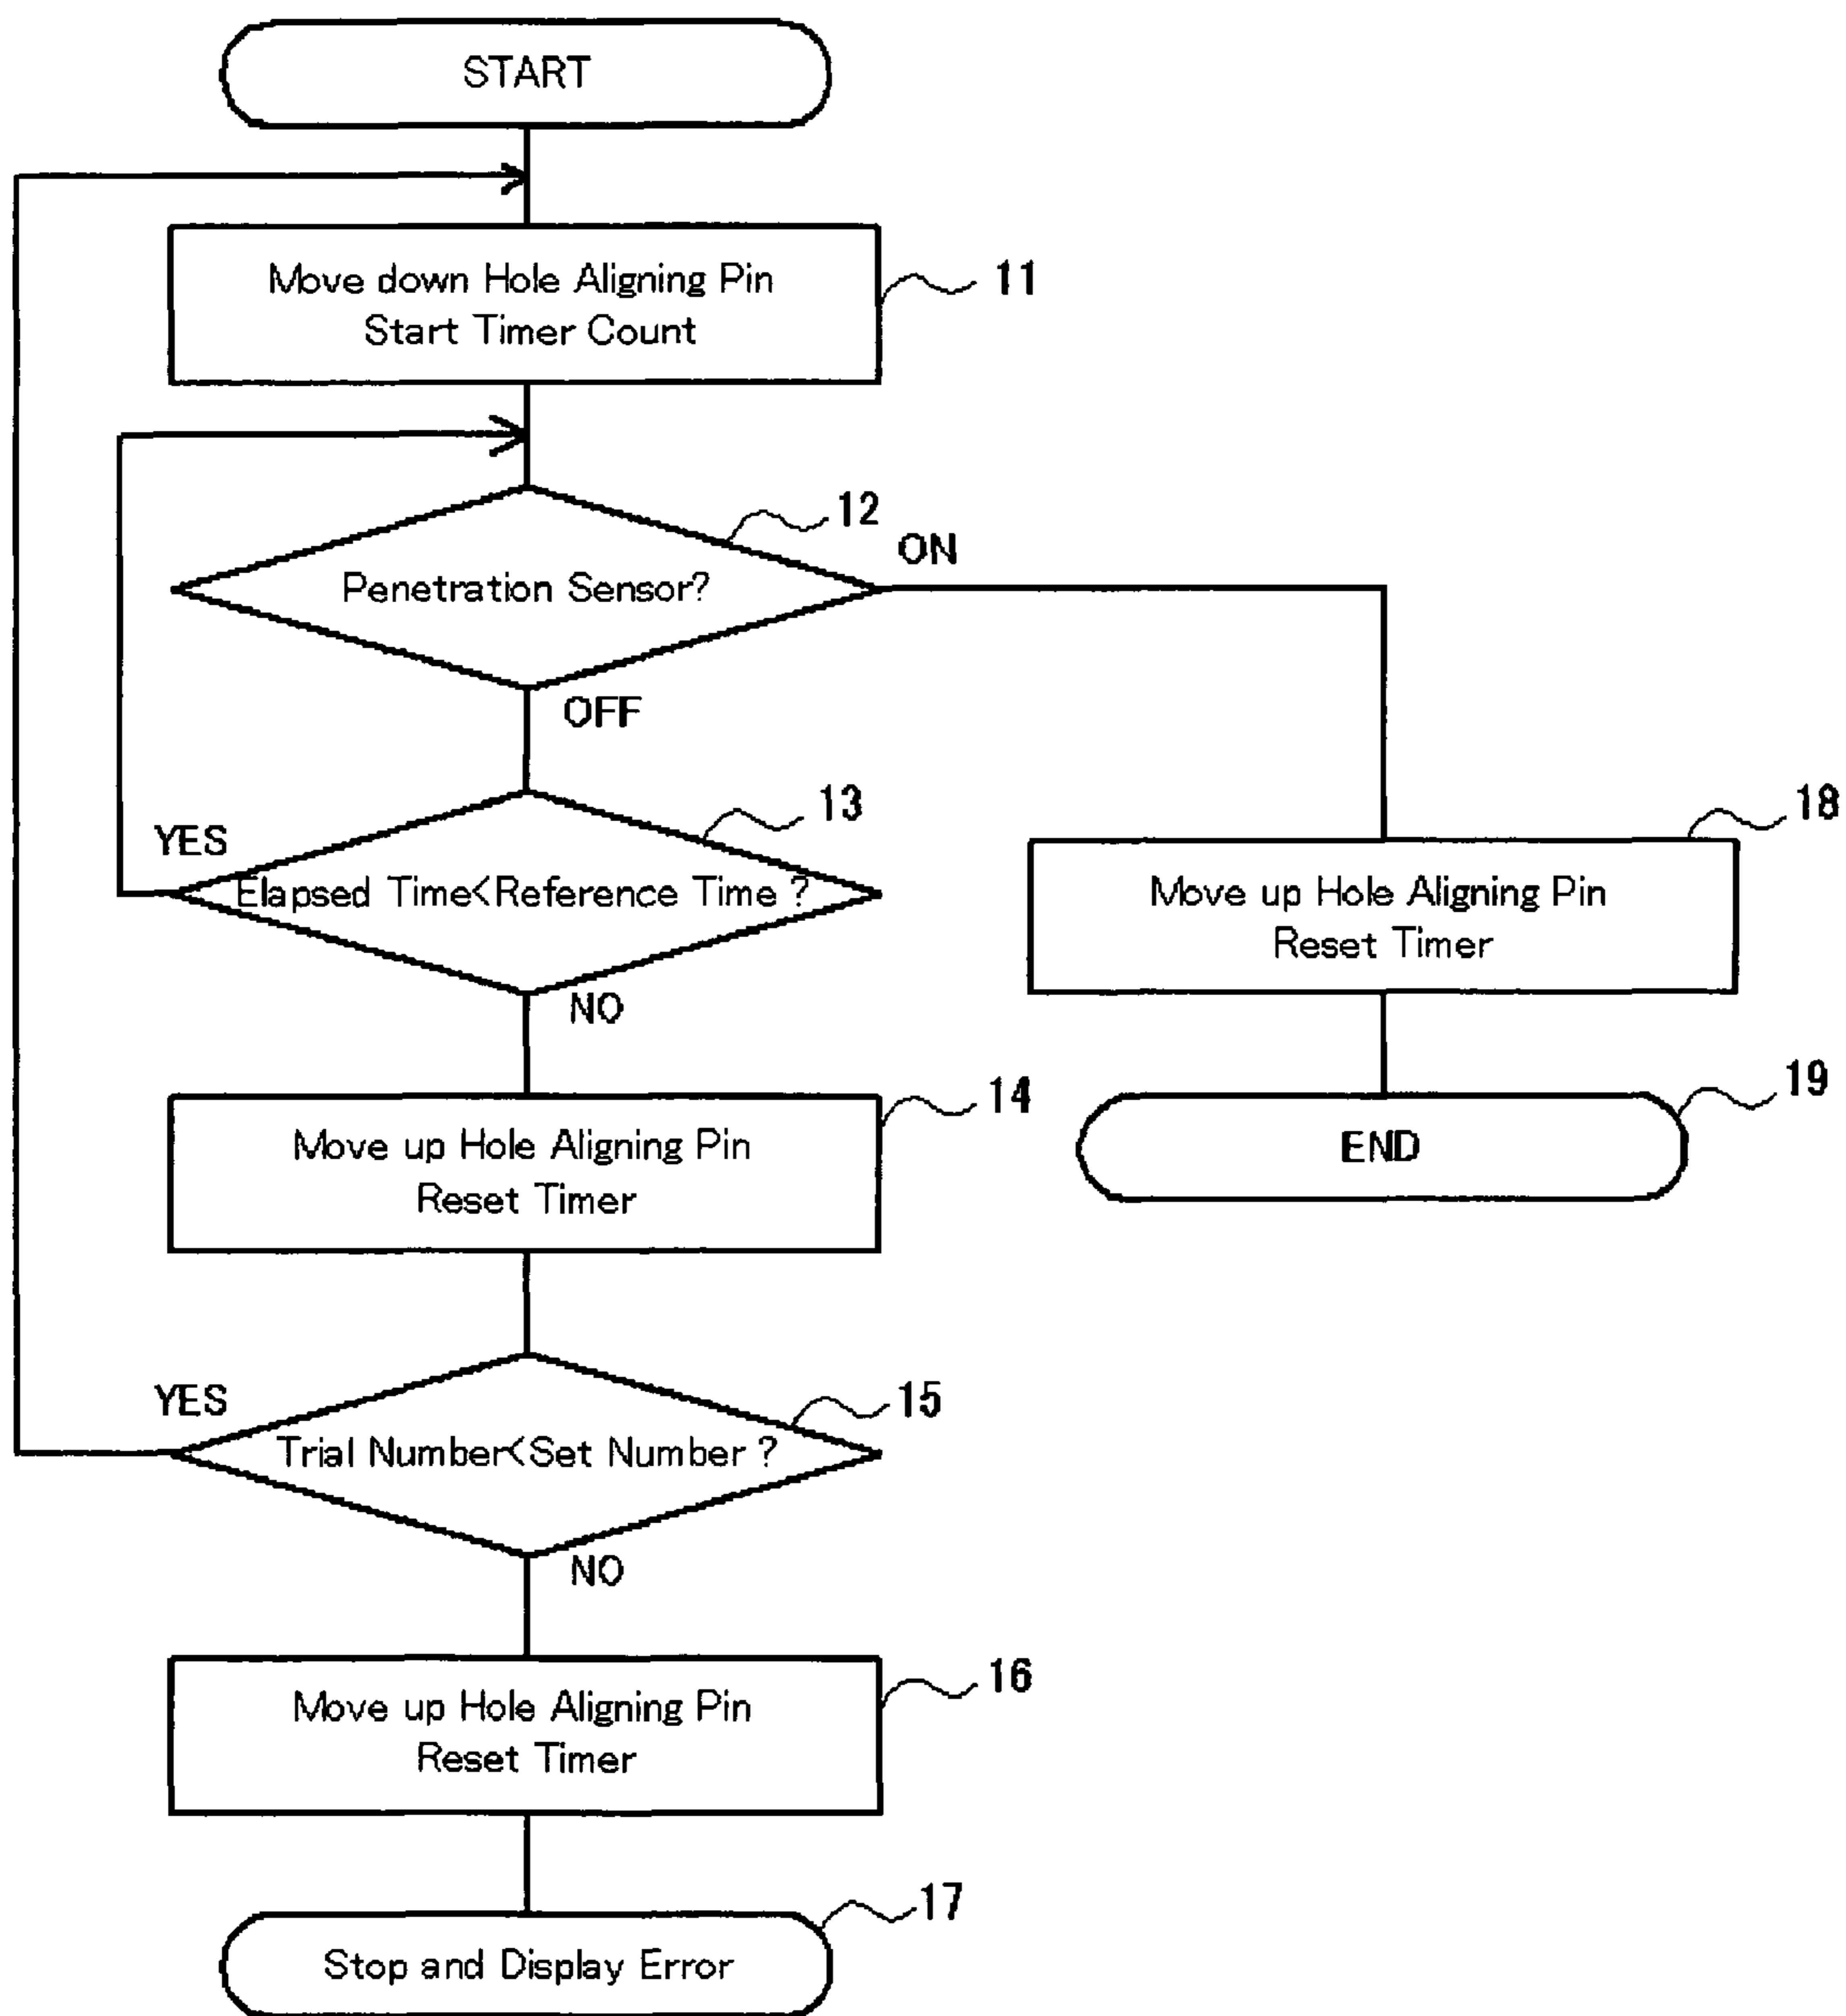 START
Move down Hole Aligning Pin
Start Timer Count
11
12
ON
Penetration Sensor?
OFF
13
YES
Elapsed Time<Reference Time ?
NO
18
Move up Hole Aligning Pin
Reset Timer
14
Move up Hole Aligning Pin
Reset Timer
19
END
YES
15
Trial Number<Set Number ?
NO
16
Move up Hole Aligning Pin
Reset Timer
17
Stop and Display Error